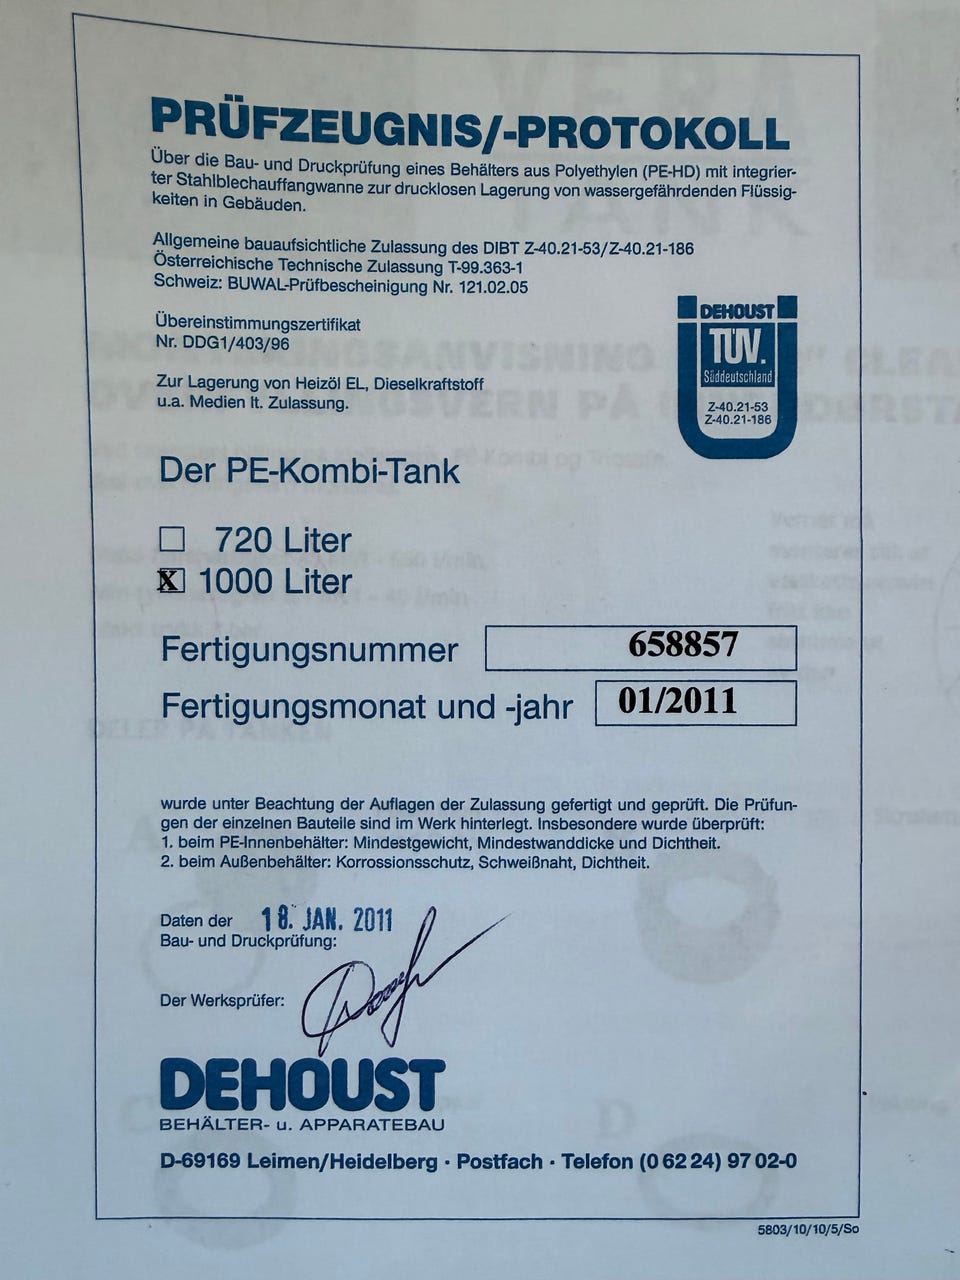 PRÜFZEUGNIS/-PROTOKOLL
Über die Bau- und Druckprüfung eines Behälters aus Polyethylen (PE-HD) mit integrier-
ter Stahlblechauffangwanne zur drucklosen Lagerung von wassergefährdenden Flüssig-
keiten in Gebäuden.
Allgemeine bauaufsichtliche Zulassung des DIBT Z-40.21-53/Z-40.21-186
Österreichische Technische Zulassung T-99.363-1
Schweiz: BUWAL-Prüfbescheinigung Nr. 121.02.05
Übereinstimmungszertifikat
Nr. DDG1/403/96
Zur Lagerung von Heizöl EL, Dieselkraftstoff
u.a. Medien lt. Zulassung.
DEHOUST
TÜV.
Süddeutschland
Z-40.21-53
Z-40.21-186
Der PE-Kombi-Tank
720 Liter
X 1000 Liter
Fertigungsnummer 658857
Fertigungsmonat und -jahr 01/2011
wurde unter Beachtung der Auflagen der Zulassung gefertigt und geprüft. Die Prüfun-
gen der einzelnen Bauteile sind im Werk hinterlegt. Insbesondere wurde überprüft:
1. beim PE-Innenbehälter: Mindestgewicht, Mindestwanddicke und Dichtheit.
2. beim Außenbehälter: Korrossionsschutz, Schweißnaht, Dichtheit.
Daten der 18. JAN. 2011
Bau- und Druckprüfung:
Der Werksprüfer:
DEHOUST
BEHÄLTER- u. APPARATEBAU
D-69169 Leimen/Heidelberg · Postfach · Telefon (0 62 24) 97 02-0
5803/10/10/5/So